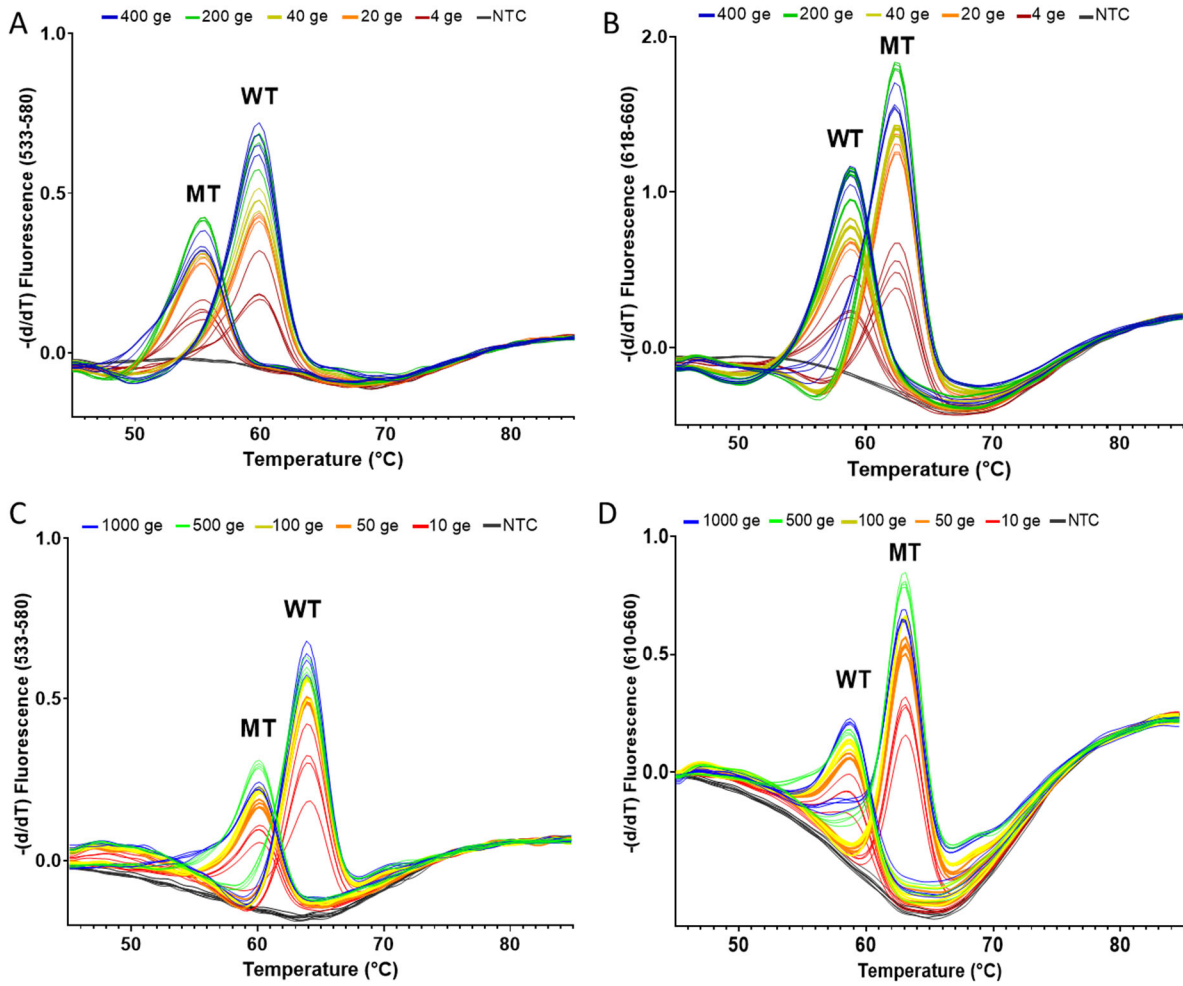 A
400 ge 200 ge 40 ge 20 ge 4 ge NTC
1.0
0.5
0.0
-(d/dT) Fluorescence (533-580)
MT
WT
50 60 70 80
Temperature (°C)
B
400 ge 200 ge 40 ge 20 ge 4 ge NTC
2.0
1.0
0.0
-(d/dT) Fluorescence (618-660)
WT
MT
50 60 70 80
Temperature (°C)
C
1000 ge 500 ge 100 ge 50 ge 10 ge NTC
1.0
0.5
0.0
-(d/dT) Fluorescence (533-580)
MT
WT
50 60 70 80
Temperature (°C)
D
1000 ge 500 ge 100 ge 50 ge 10 ge NTC
1.0
0.5
0.0
-(d/dT) Fluorescence (610-660)
WT
MT
50 60 70 80
Temperature (°C)